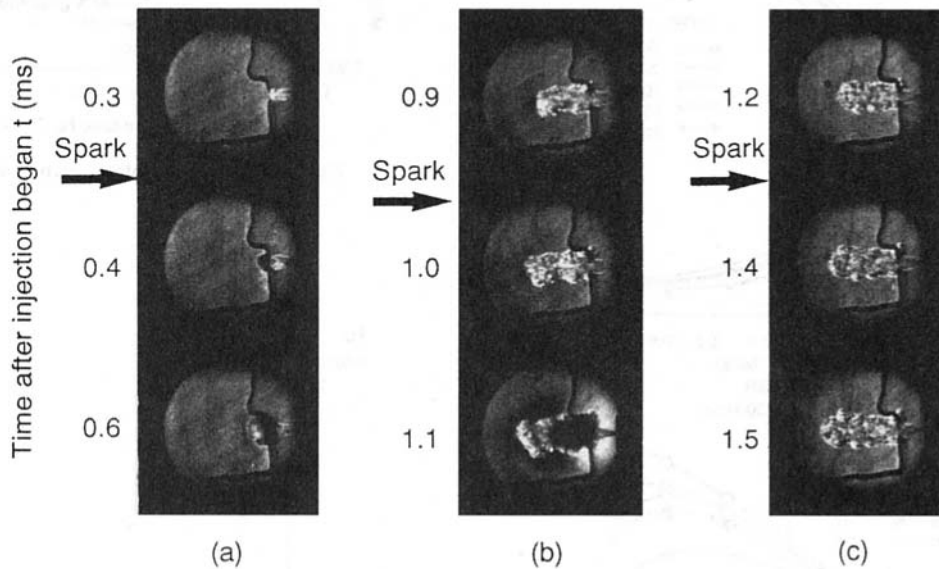 Time after injection began t (ms)
0.3
Spark
0.4
0.6
(a)
0.9
Spark
1.0
1.1
(b)
1.2
Spark
1.4
1.5
(c)